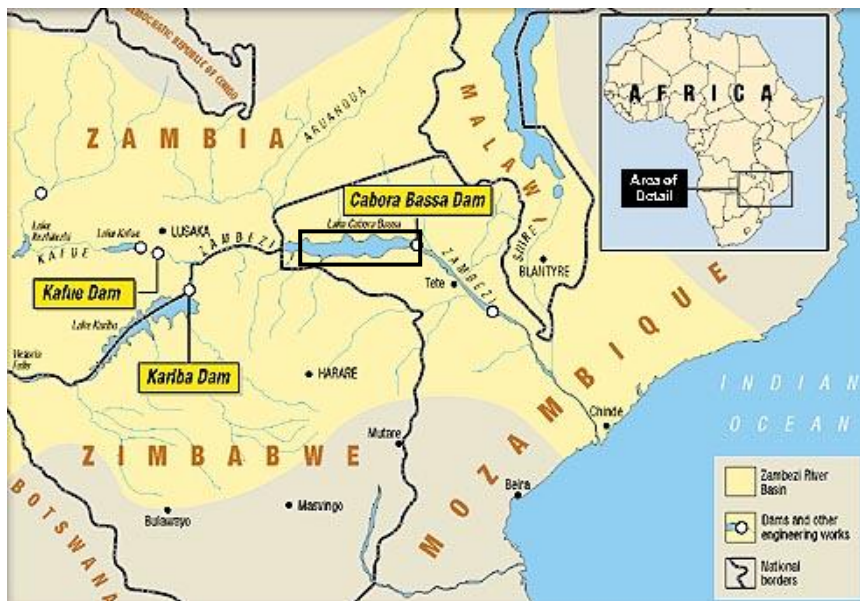 DEMOCRATIC REPUBLIC OF CONGO
AFRICA
ZAMBIA
ARUANGUA
MALAWI
Area of
Detail
Cabora Bassa Dam
Lake Cabora Bassa
Lake Kafue
LUSAKA
ZAMBEZI
KAFUE
ZAMBEZI
SHIRE
BLANTYRE
Tete
Kafue Dam
Lake Kariba
Victoria
Falls
Kariba Dam
HARARE
MOZAMBIQUE
INDIAN
OCEAN
Chinde
Mutare
ZIMBABWE
Beira
BOTSWANA
Masvingo
Bulawayo
Zambezi River
Basin
Dams and other
engineering works
National
borders